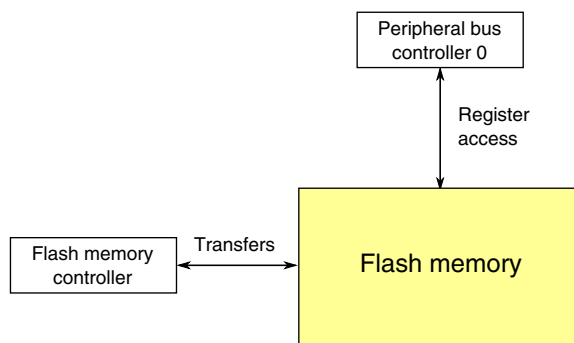 Peripheral bus
controller 0
Register
access
Transfers
Flash memory
controller
Flash memory